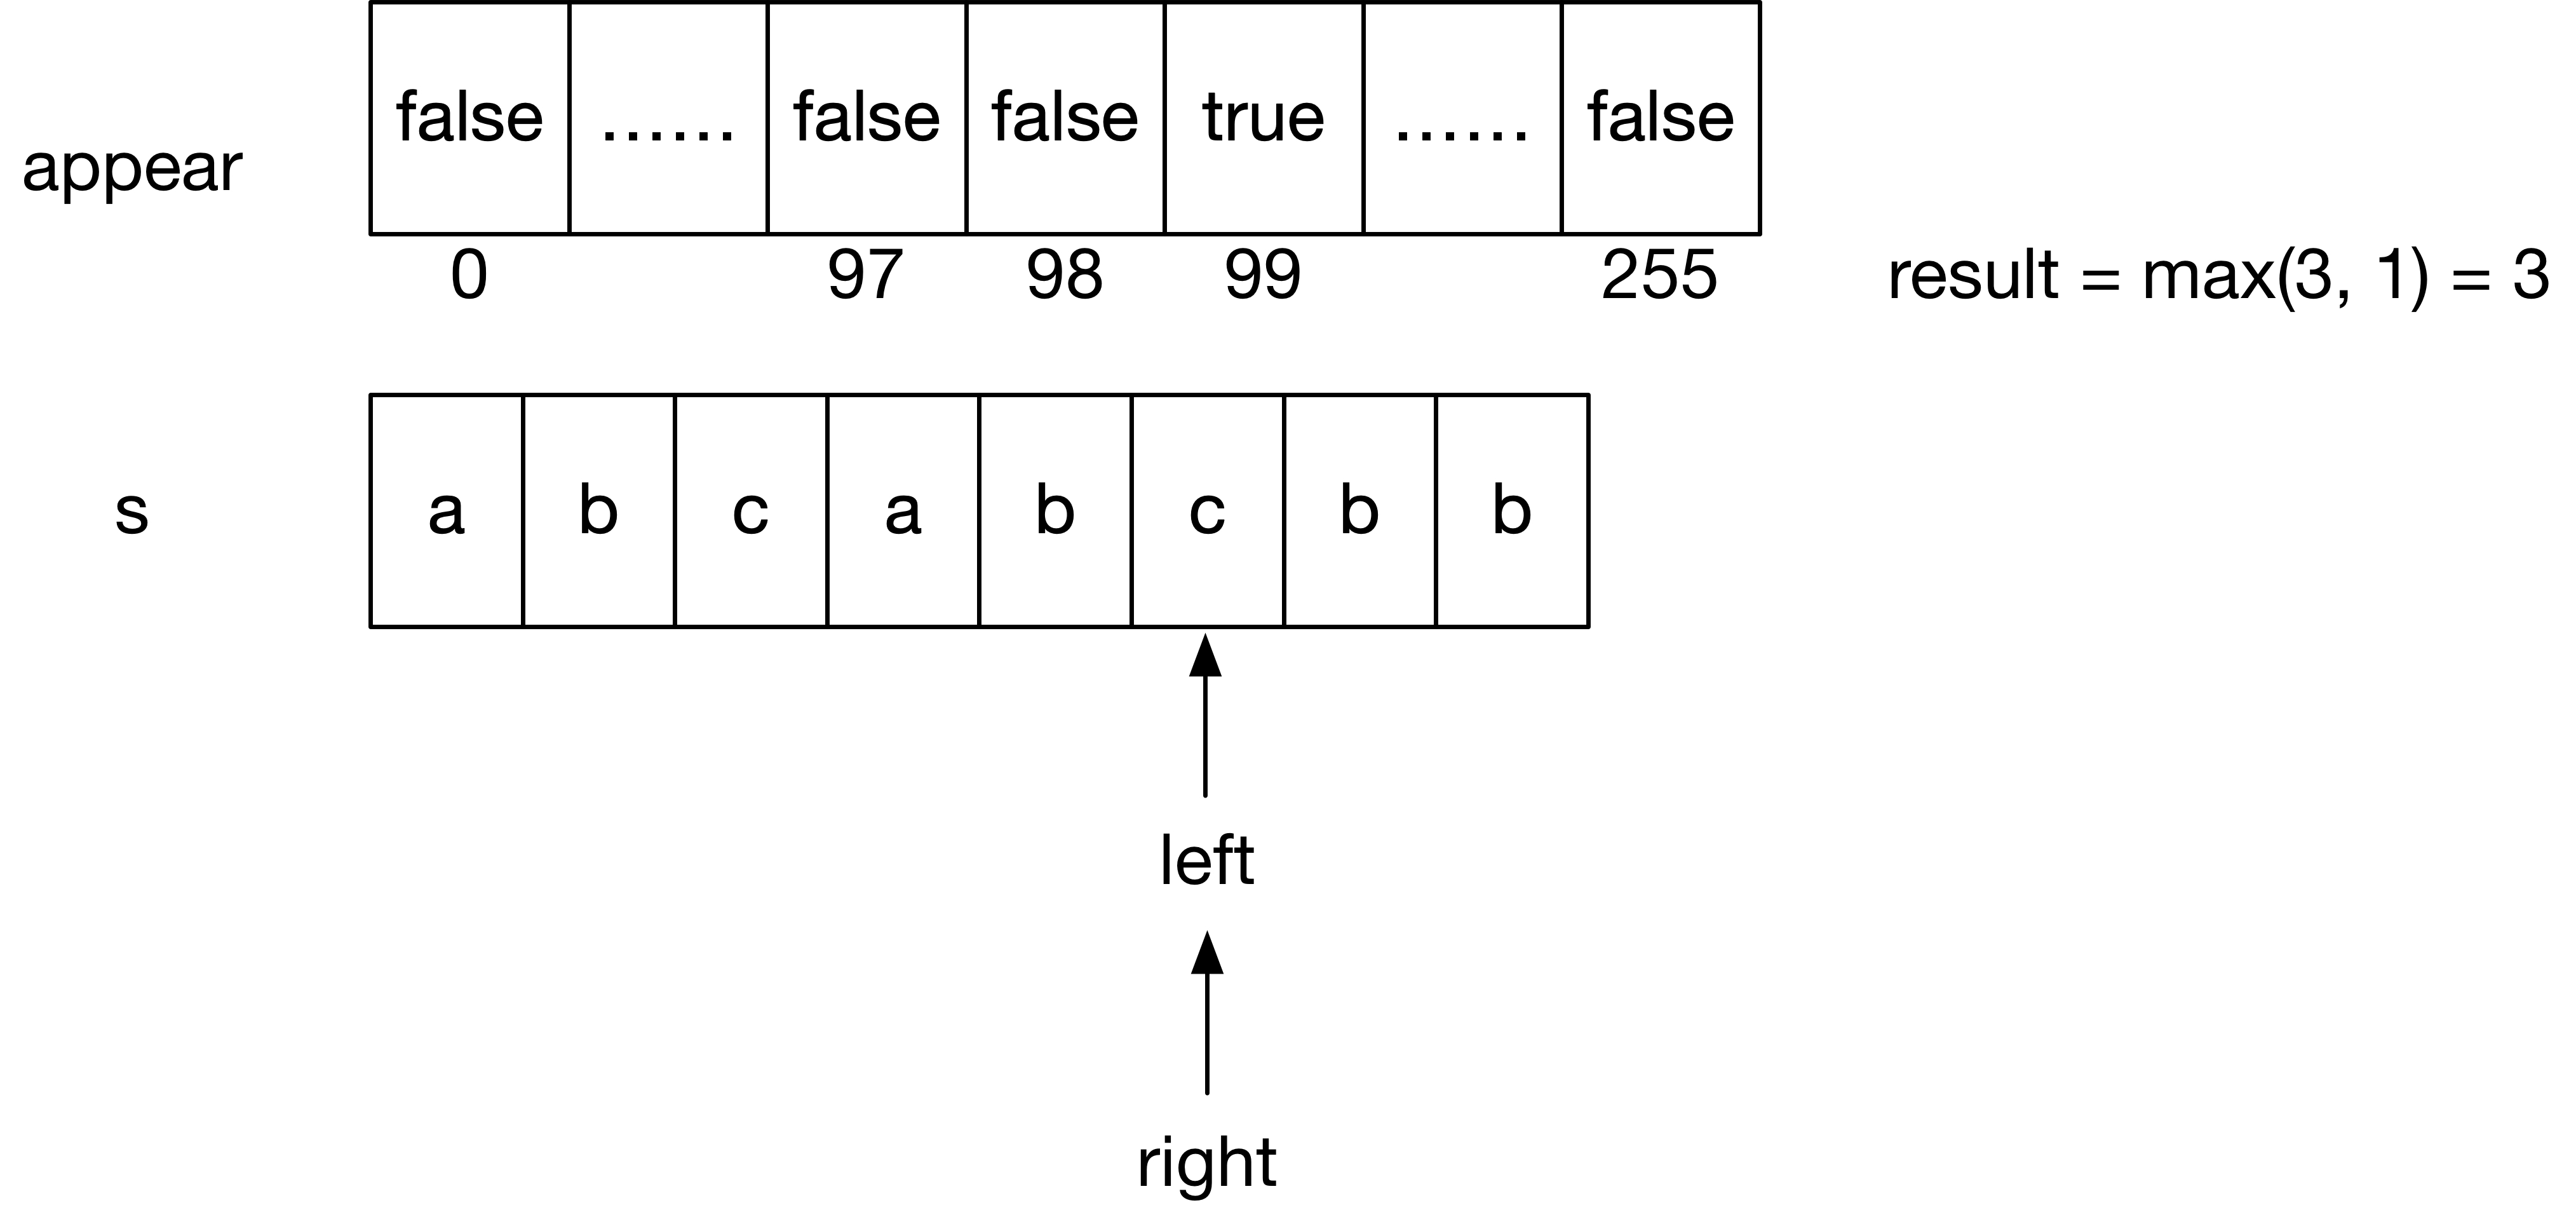 false ...... false false true ...... false
appear
0 97 98 99 255 result = max(3, 1) = 3
s a b c a b c b b
left
right